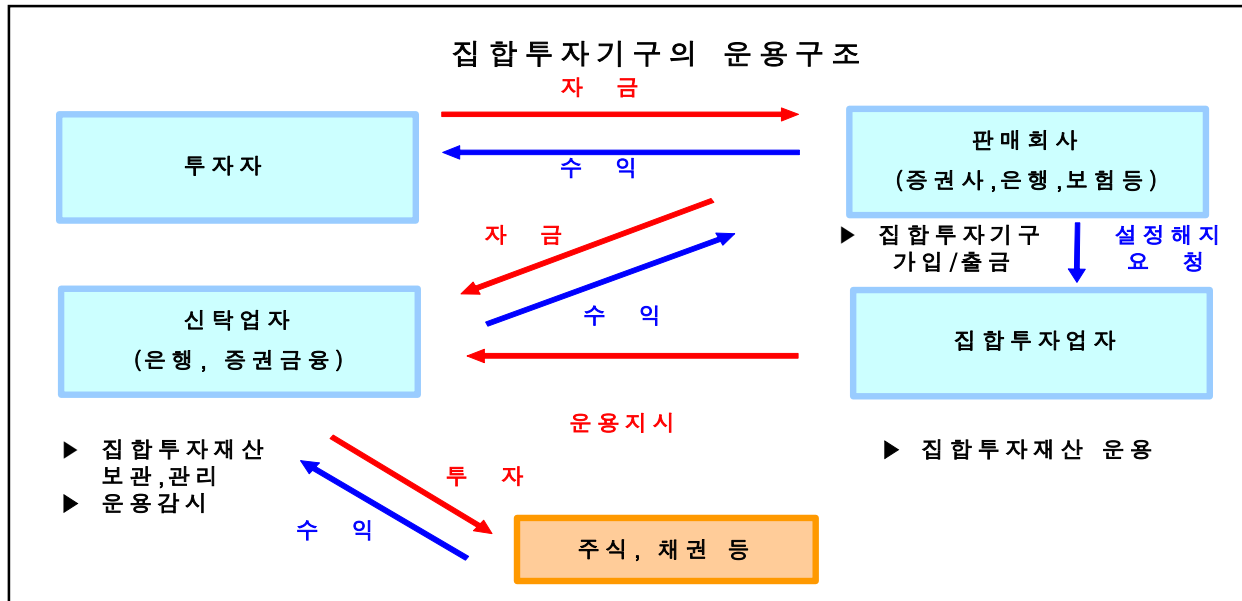 집합투자기구의 운용구조
자 금
투자자
수 익
판매회사
(증권사,은행,보험등)
자 금
▶ 집합투자기구
가입/출금
설정해지
요 청
신탁업자
(은행, 증권금융)
수 익
집합투자업자
운용지시
▶ 집합투자재산
보관,관리
▶ 운용감시
투 자
▶ 집합투자재산 운용
수 익
주식, 채권 등